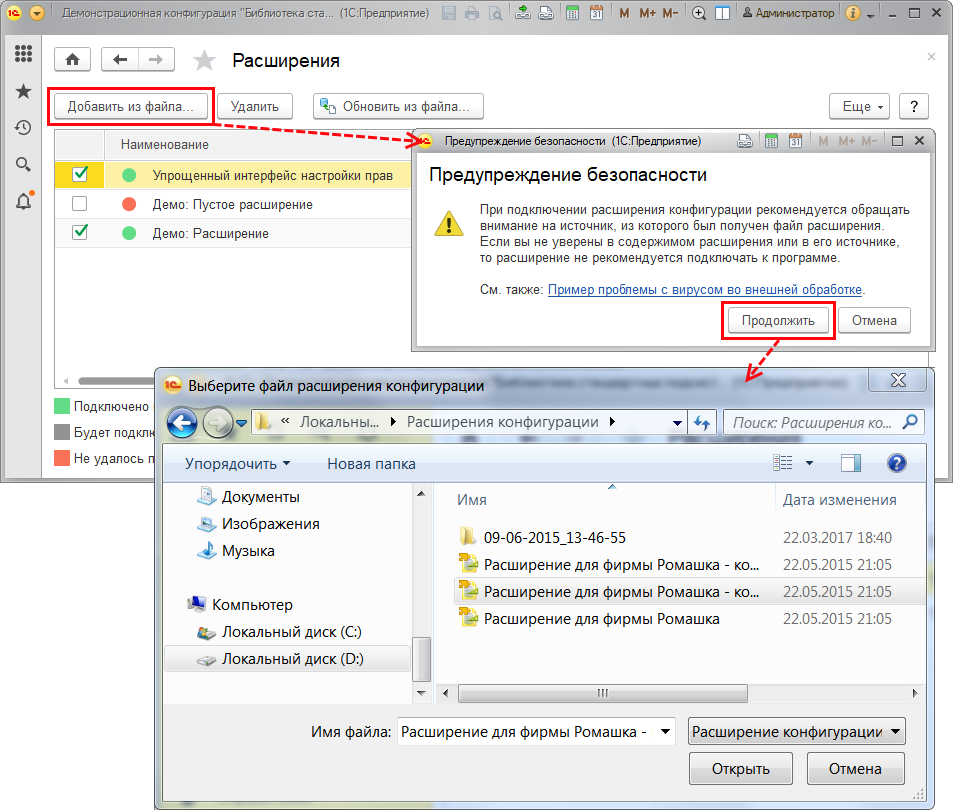 Демонстрационная конфигурация "Библиотека ста... (1С:Предприятие)
M M+ M-
Администратор
Расширения
Добавить из файла...
Удалить
Обновить из файла...
Еще
?
Наименование
Упрощенный интерфейс настройки прав
Демо: Пустое расширение
Демо: Расширение
Предупреждение безопасности (1С:Предприятие)
M M+ M-
Предупреждение безопасности
При подключении расширения конфигурации рекомендуется обращать
внимание на источник, из которого был получен файл расширения.
Если вы не уверены в содержимом расширения или в его источнике,
то расширение не рекомендуется подключать к программе.
См. также: Пример проблемы с вирусом во внешней обработке.
Продолжить
Отмена
Подключено
Будет подклю
Не удалось п
Выберите файл расширения конфигурации
« Локальны... Расширения конфигурации
Поиск: Расширения ко...
Упорядочить
Новая папка
Документы
Изображения
Музыка
Компьютер
Локальный диск (C:)
Локальный диск (D:)
Имя
Дата изменения
09-06-2015_13-46-55
22.03.2017 18:40
Расширение для фирмы Ромашка - ко...
22.05.2015 21:05
Расширение для фирмы Ромашка - ко...
22.05.2015 21:05
Расширение для фирмы Ромашка
22.05.2015 21:05
Имя файла:
Расширение для фирмы Ромашка -
Расширение конфигурации
Открыть
Отмена